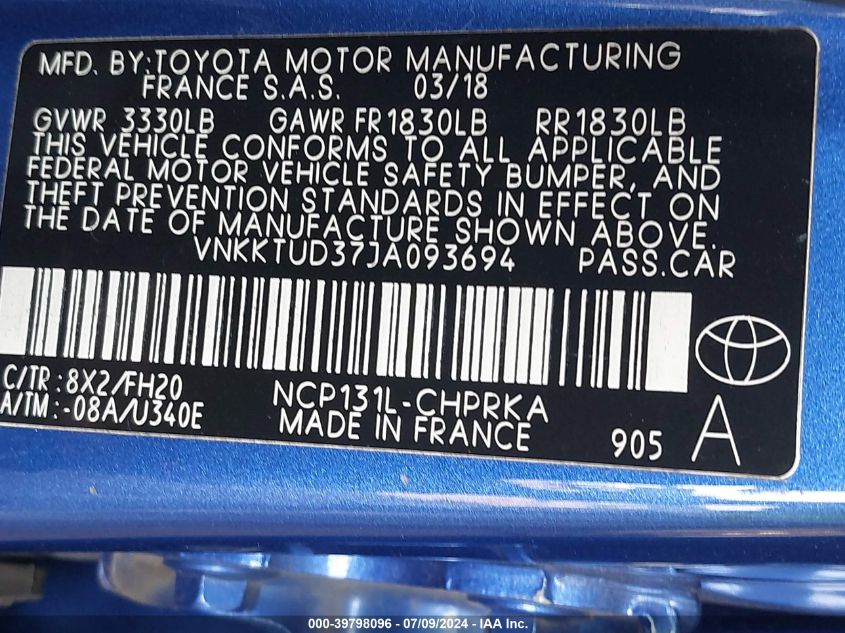 MFD. BY:TOYOTA MOTOR MANUFACTURING
FRANCE S.A.S. 03/18
GVWR 3330LB GAWR FR1830LB RR1830LB
THIS VEHICLE CONFORMS TO ALL APPLICABLE
FEDERAL MOTOR VEHICLE SAFETY BUMPER, AND
THEFT PREVENTION STANDARDS IN EFFECT ON
THE DATE OF MANUFACTURE SHOWN ABOVE.
VNKKTUD37JA093694 PASS.CAR
C/TR:8X2/FH20 NCP131L-CHPRKA
A/TM:-08A/U340E MADE IN FRANCE 905 A
000-39798096 / 07/09/2024 - IAA Inc.